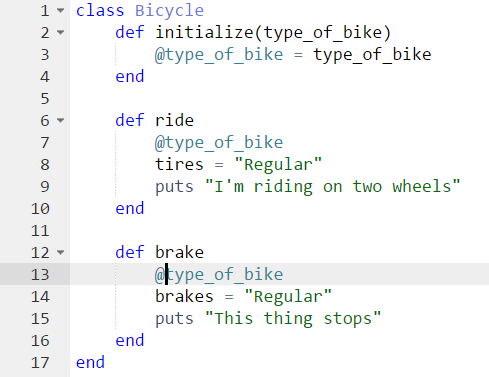 1 class Bicycle
2     def initialize(type_of_bike)
3         @type_of_bike = type_of_bike
4     end
5
6     def ride
7         @type_of_bike
8         tires = "Regular"
9         puts "I'm riding on two wheels"
10     end
11
12     def brake
13         @type_of_bike
14         brakes = "Regular"
15         puts "This thing stops"
16     end
17 end